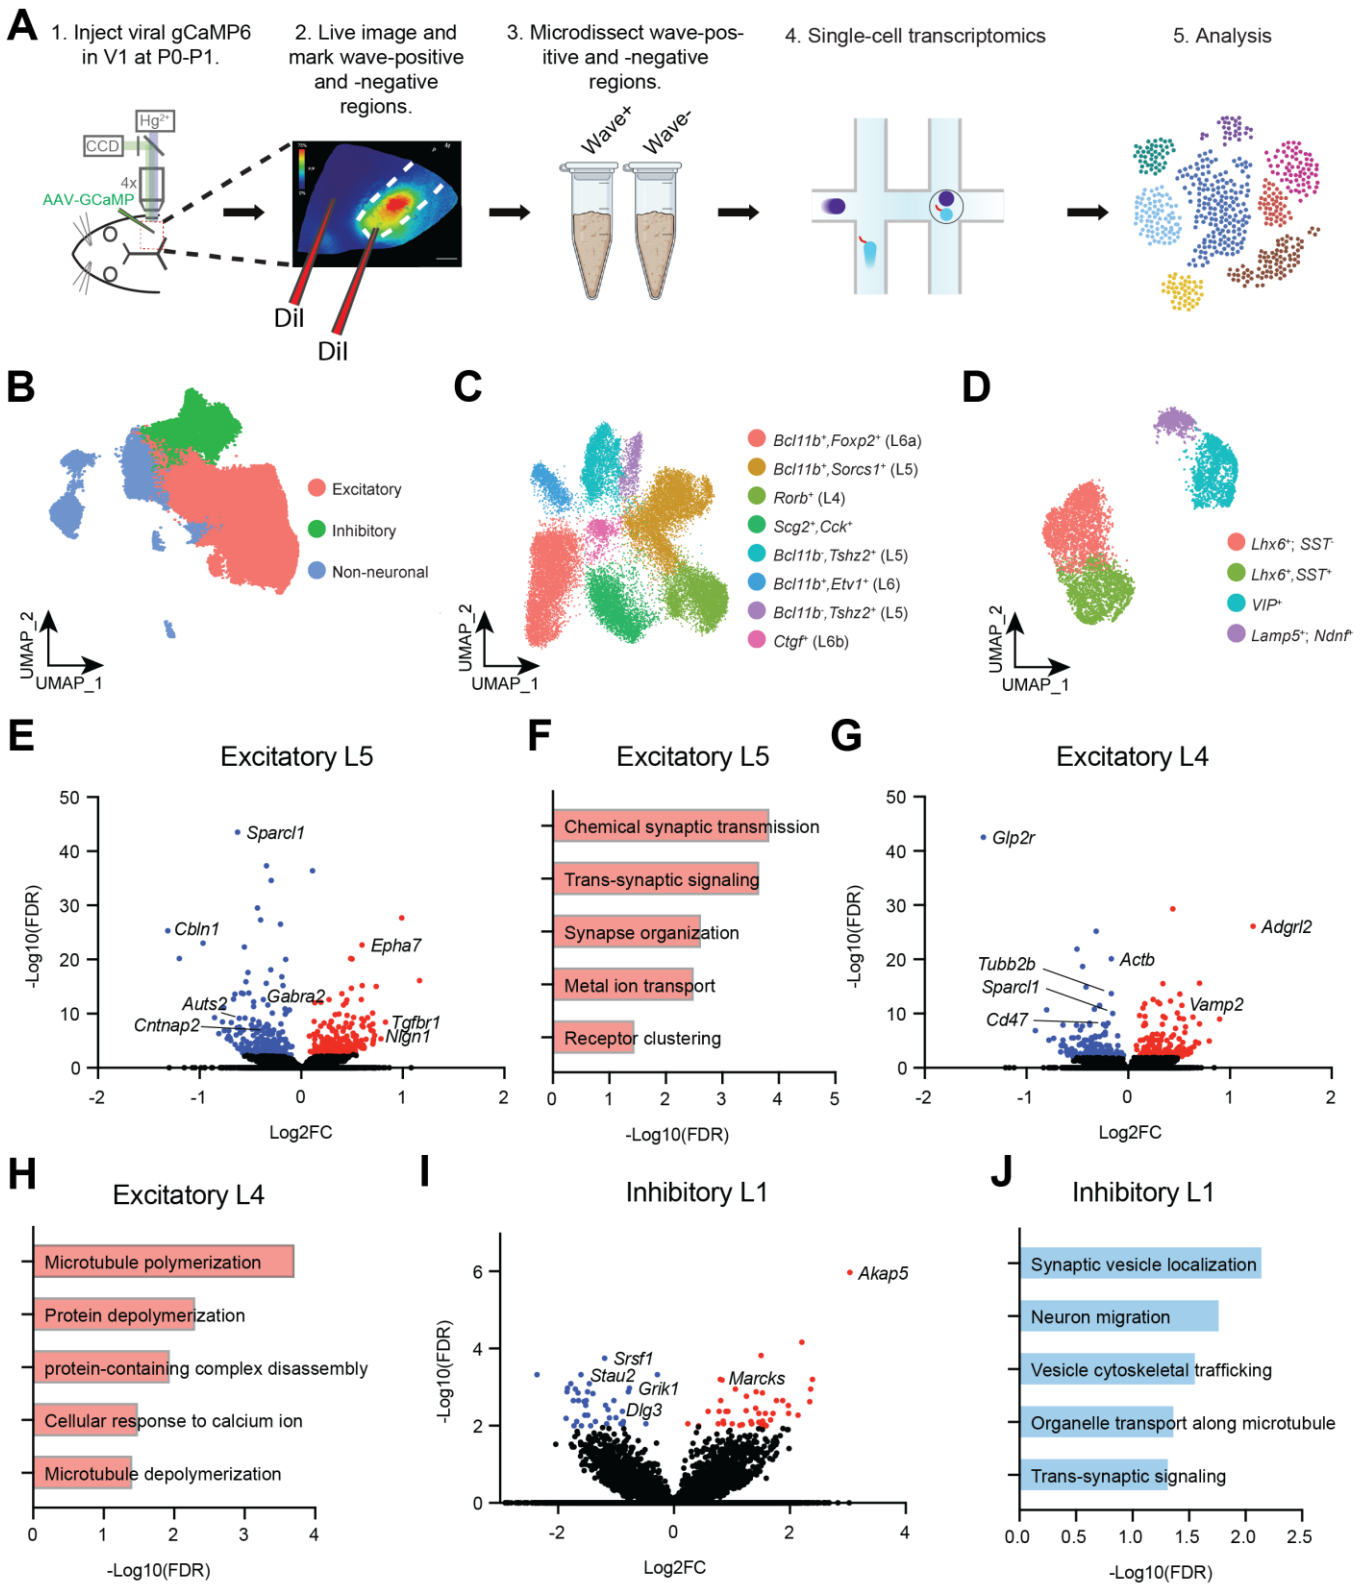 A
1. Inject viral gCaMP6
in V1 at P0-P1.
2. Live image and
mark wave-positive
and -negative
regions.
3. Microdissect wave-pos-
itive and -negative
regions.
4. Single-cell transcriptomics
5. Analysis
Hg²⁺
CCD
4x
AAV-GCaMP
DiI
DiI
Wave+
Wave-
B
Excitatory
Inhibitory
Non-neuronal
UMAP_2
UMAP_1
C
Bcl11b⁺,Foxp2⁺ (L6a)
Bcl11b⁺,Sorcs1⁺ (L5)
Rorb⁺ (L4)
Scg2⁺,Cck⁺
Bcl11b⁻,Tshz2⁺ (L5)
Bcl11b⁺,Etv1⁺ (L6)
Bcl11b⁻,Tshz2⁺ (L5)
Ctgf⁺ (L6b)
UMAP_2
UMAP_1
D
Lhx6⁺; SST⁻
Lhx6⁺,SST⁺
VIP⁺
Lamp5⁺; Ndnf⁺
UMAP_2
UMAP_1
E
Excitatory L5
-Log10(FDR)
50
40
30
20
10
0
Sparcl1
Cbln1
Epha7
Auts2
Gabra2
Cntnap2
Tgfbr1
Nlgn1
-2 -1 0 1 2
Log2FC
F
Excitatory L5
Chemical synaptic transmission
Trans-synaptic signaling
Synapse organization
Metal ion transport
Receptor clustering
0 1 2 3 4 5
-Log10(FDR)
G
Excitatory L4
-Log10(FDR)
50
40
30
20
10
0
Glp2r
Adgrl2
Tubb2b
Actb
Sparcl1
Vamp2
Cd47
-2 -1 0 1 2
Log2FC
H
Excitatory L4
Microtubule polymerization
Protein depolymerization
protein-containing complex disassembly
Cellular response to calcium ion
Microtubule depolymerization
0 1 2 3 4
-Log10(FDR)
I
Inhibitory L1
-Log10(FDR)
6
4
2
0
Akap5
Srsf1
Stau2
Grik1
Marcks
Dlg3
-2 0 2 4
Log2FC
J
Inhibitory L1
Synaptic vesicle localization
Neuron migration
Vesicle cytoskeletal trafficking
Organelle transport along microtubule
Trans-synaptic signaling
0.0 0.5 1.0 1.5 2.0 2.5
-Log10(FDR)